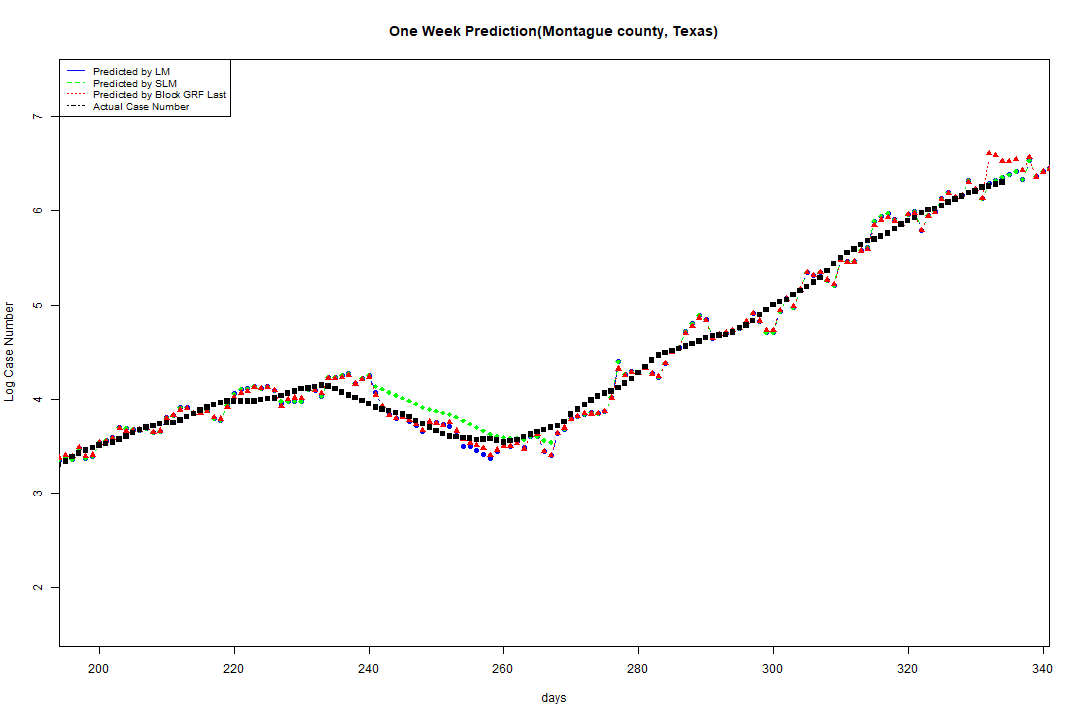 One Week Prediction(Montague county, Texas)
Predicted by LM
Predicted by SLM
Predicted by Block GRF Last
Actual Case Number
7
6
5
4
3
2
Log Case Number
200 220 240 260 280 300 320 340
days